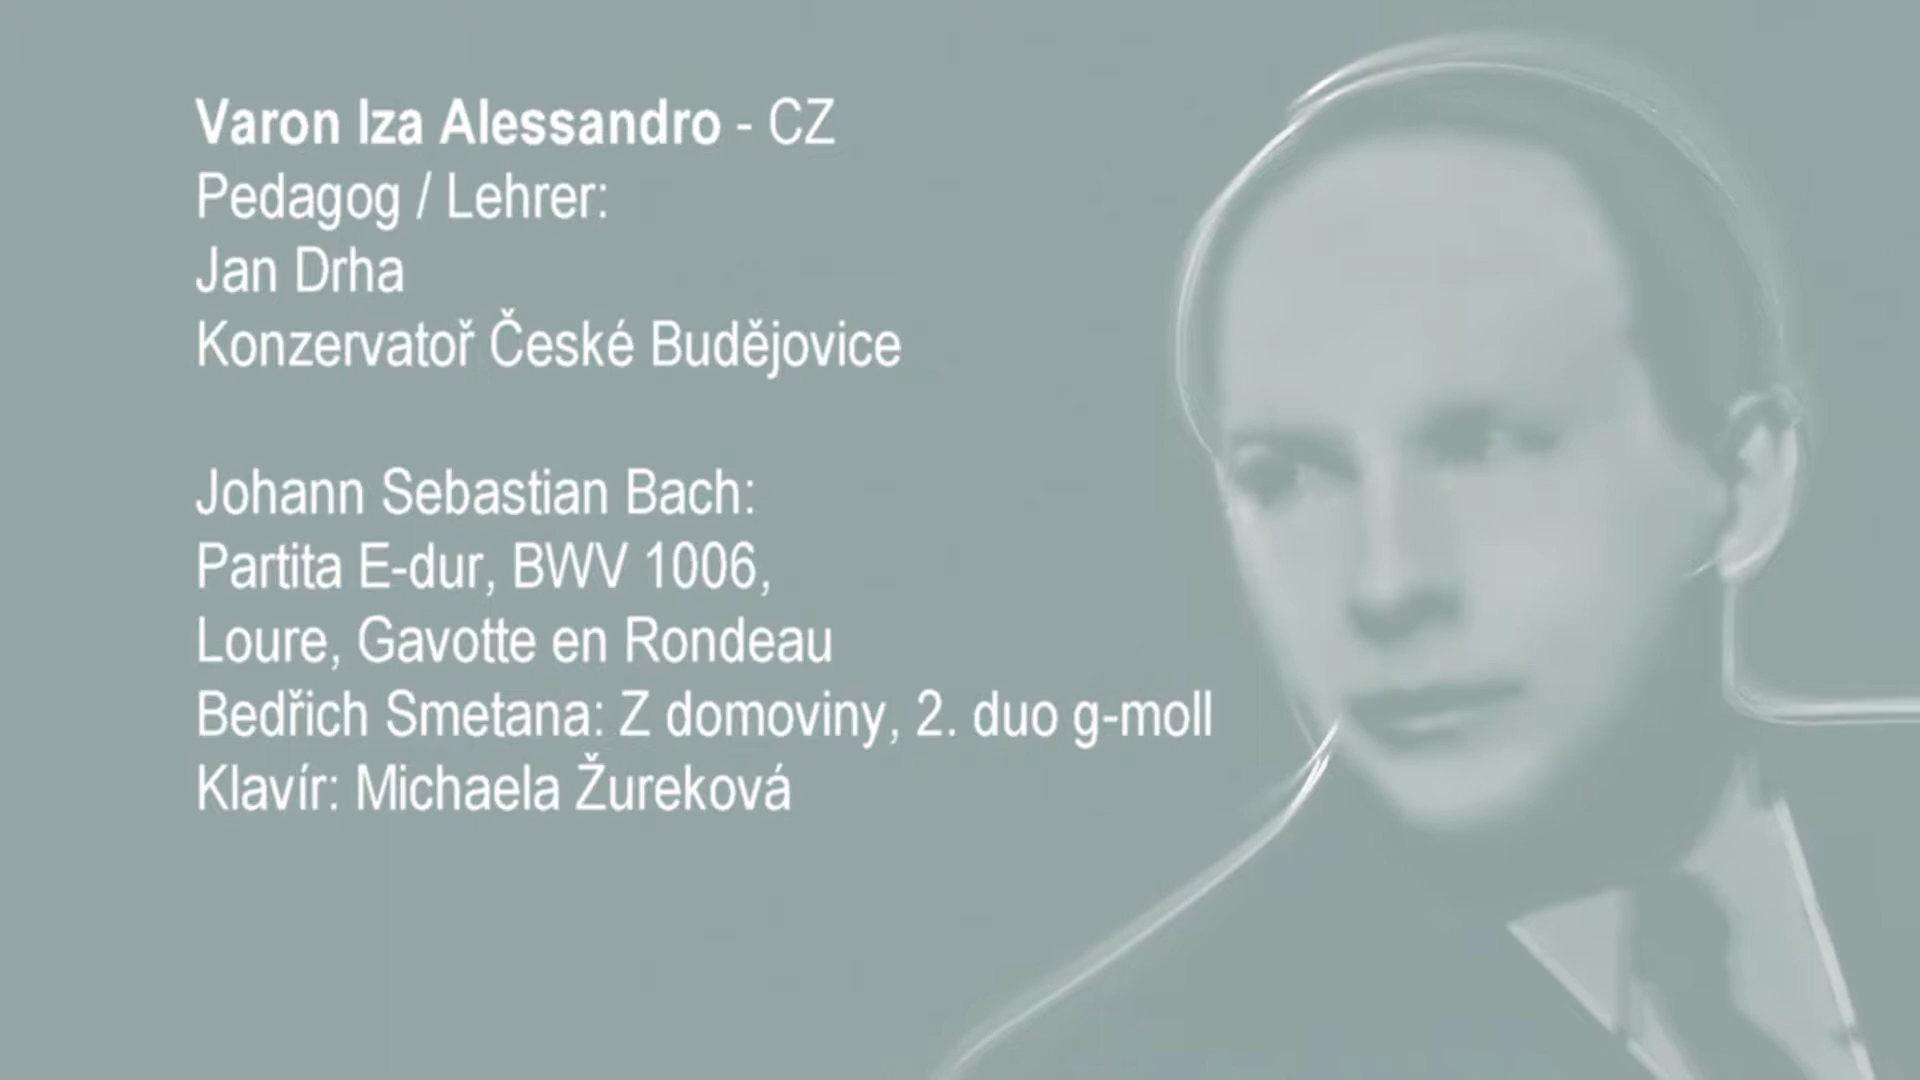 Varon Iza Alessandro - CZ
Pedagog / Lehrer:
Jan Drha
Konzervatoř České Budějovice
Johann Sebastian Bach:
Partita E-dur, BWV 1006,
Loure, Gavotte en Rondeau
Bedřich Smetana: Z domoviny, 2. duo g-moll
Klavír: Michaela Žureková